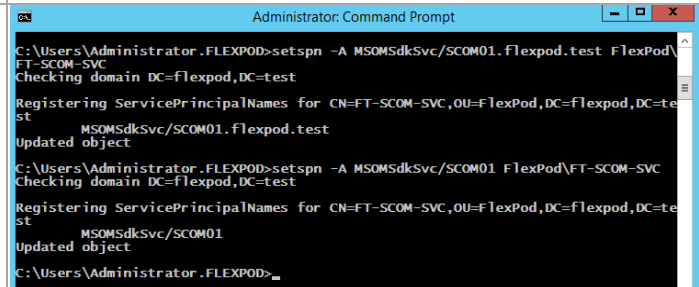 Administrator: Command Prompt
C:\Users\Administrator.FLEXPOD>setspn -A MSOMSdkSvc/SCOM01.flexpod.test FlexPod\
FT-SCOM-SVC
Checking domain DC=flexpod,DC=test
Registering ServicePrincipalNames for CN=FT-SCOM-SVC,OU=FlexPod,DC=flexpod,DC=te
st
MSOMSdkSvc/SCOM01.flexpod.test
Updated object
C:\Users\Administrator.FLEXPOD>setspn -A MSOMSdkSvc/SCOM01 FlexPod\FT-SCOM-SVC
Checking domain DC=flexpod,DC=test
Registering ServicePrincipalNames for CN=FT-SCOM-SVC,OU=FlexPod,DC=flexpod,DC=te
st
MSOMSdkSvc/SCOM01
Updated object
C:\Users\Administrator.FLEXPOD>_